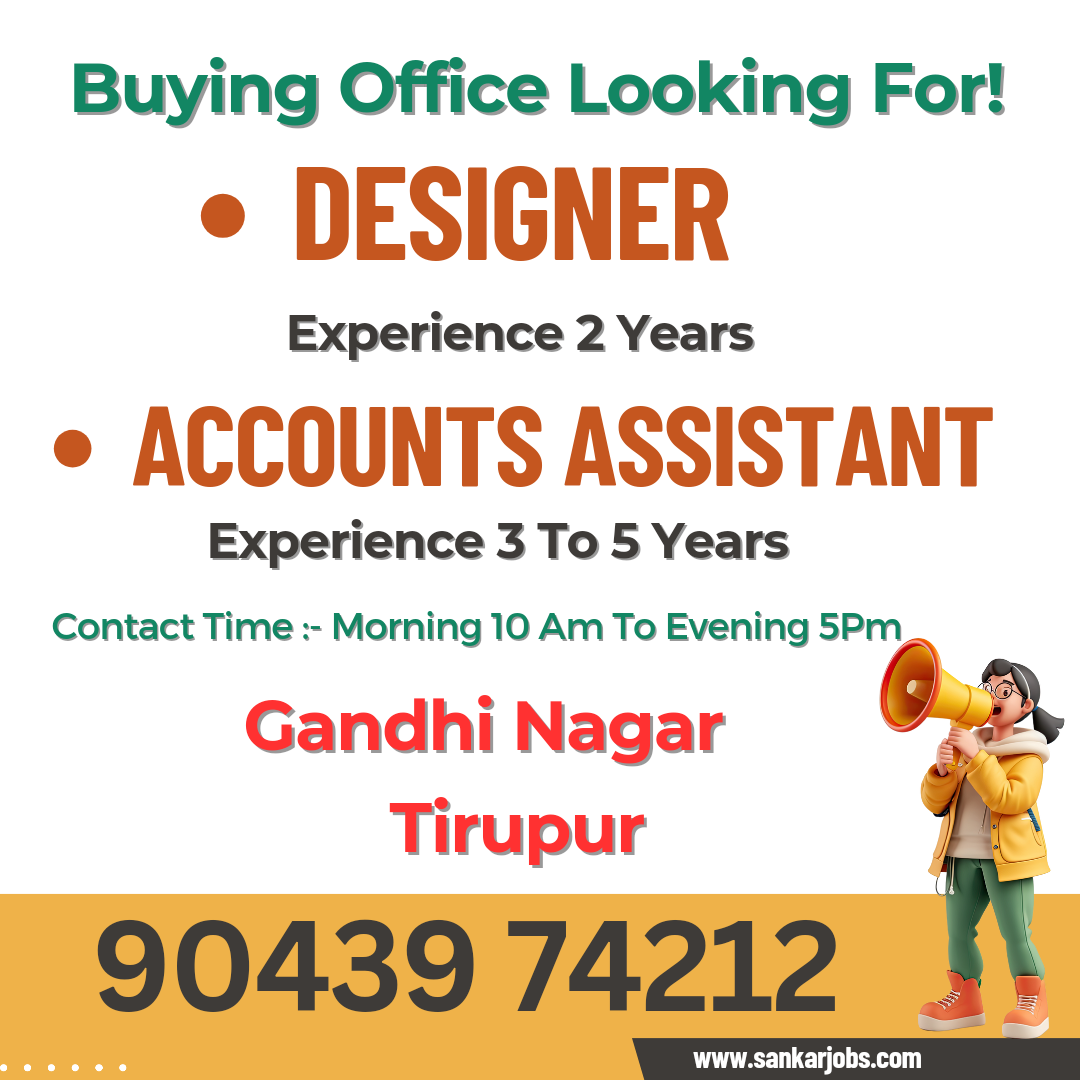 Buying Office Looking For!
• DESIGNER
Experience 2 Years
• ACCOUNTS ASSISTANT
Experience 3 To 5 Years
Contact Time :- Morning 10 Am To Evening 5Pm
Gandhi Nagar
Tirupur
90439 74212
www.sankarjobs.com